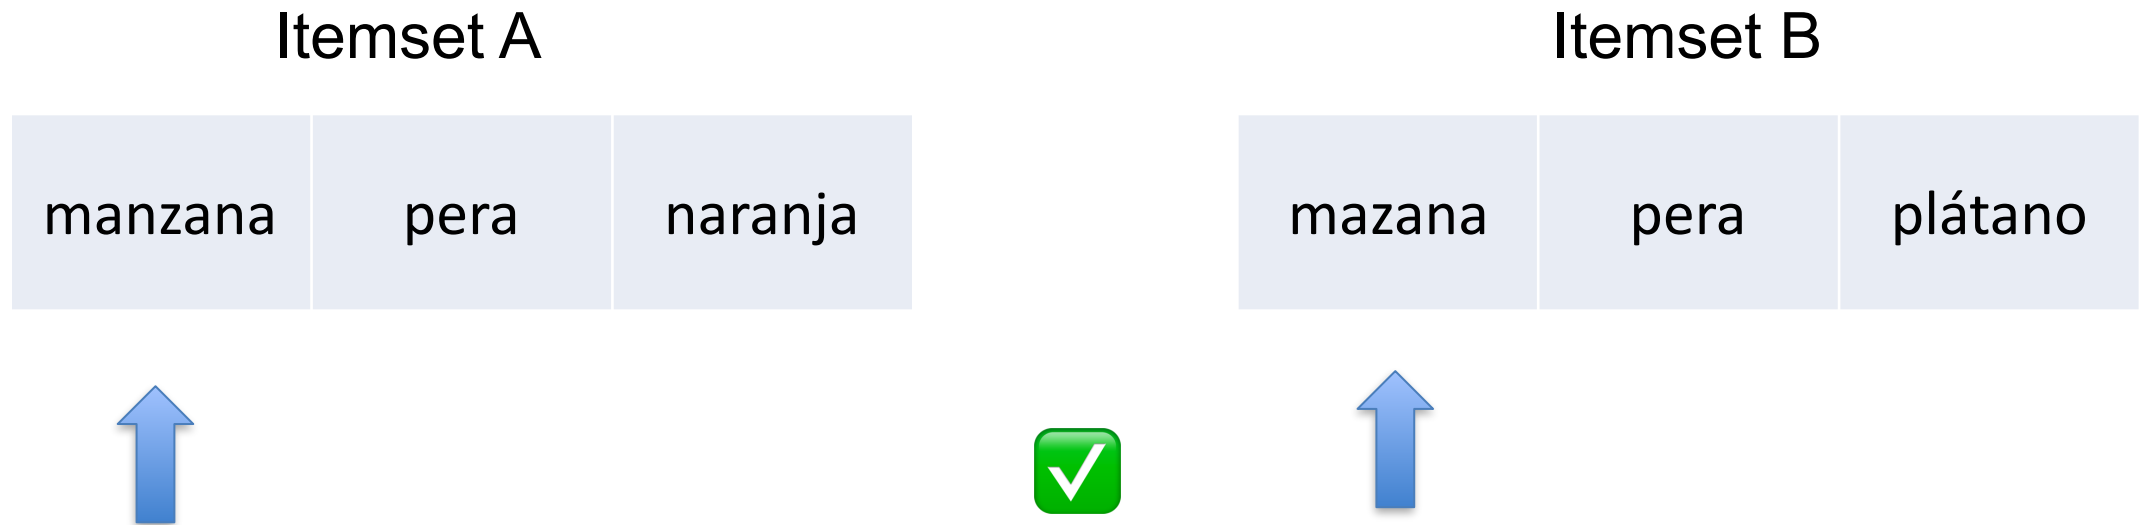 Itemset A
Itemset B
manzana pera naranja
mazana pera plátano